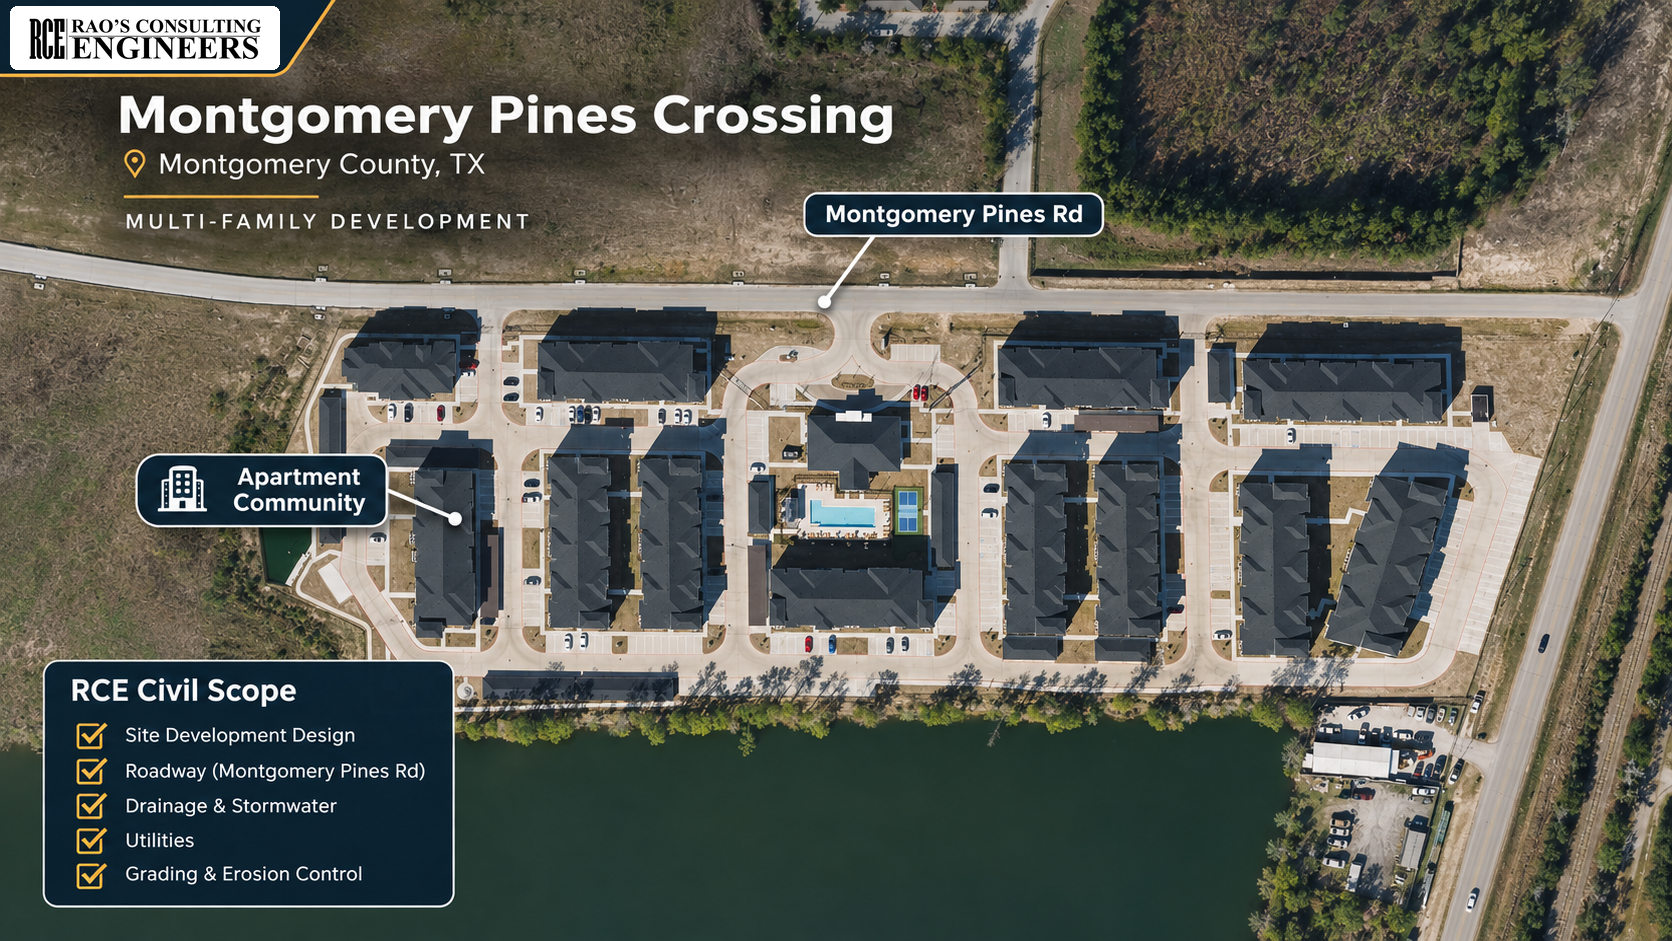 RCE RAO'S CONSULTING ENGINEERS
Montgomery Pines Crossing
Montgomery County, TX
MULTI-FAMILY DEVELOPMENT
Montgomery Pines Rd
Apartment
Community
RCE Civil Scope
Site Development Design
Roadway (Montgomery Pines Rd)
Drainage & Stormwater
Utilities
Grading & Erosion Control